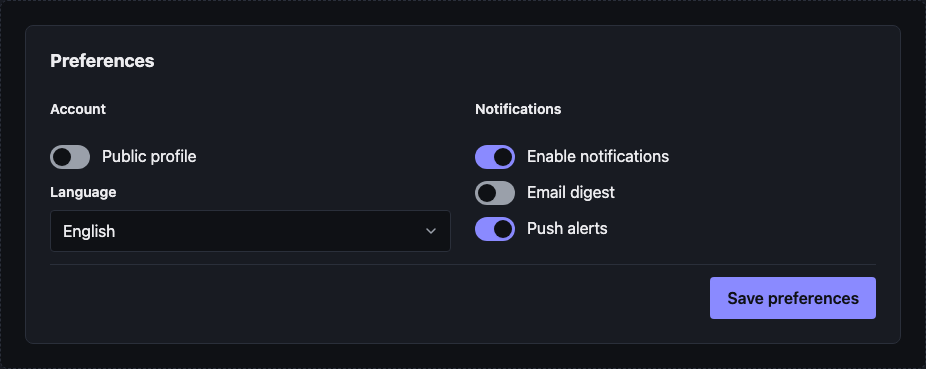 Preferences
Account
Public profile
Language
English
Notifications
Enable notifications
Email digest
Push alerts
Save preferences